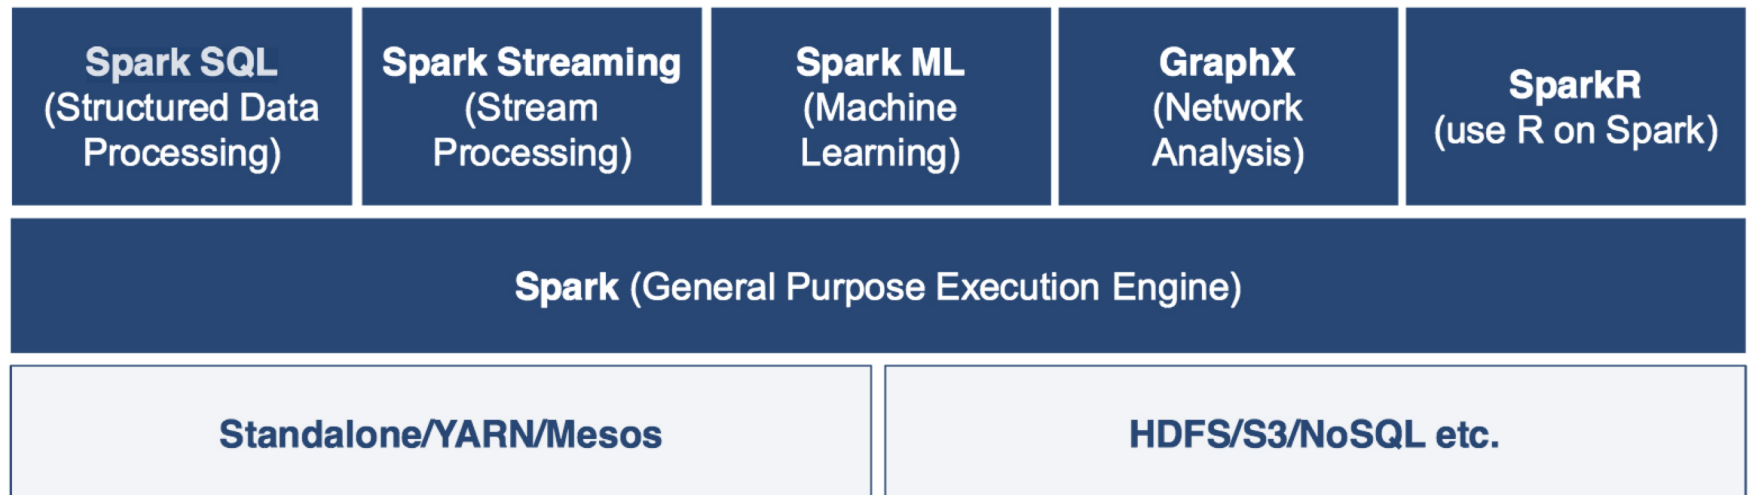 Spark SQL
(Structured Data
Processing)
Spark Streaming
(Stream
Processing)
Spark ML
(Machine
Learning)
GraphX
(Network
Analysis)
SparkR
(use R on Spark)
Spark (General Purpose Execution Engine)
Standalone/YARN/Mesos
HDFS/S3/NoSQL etc.